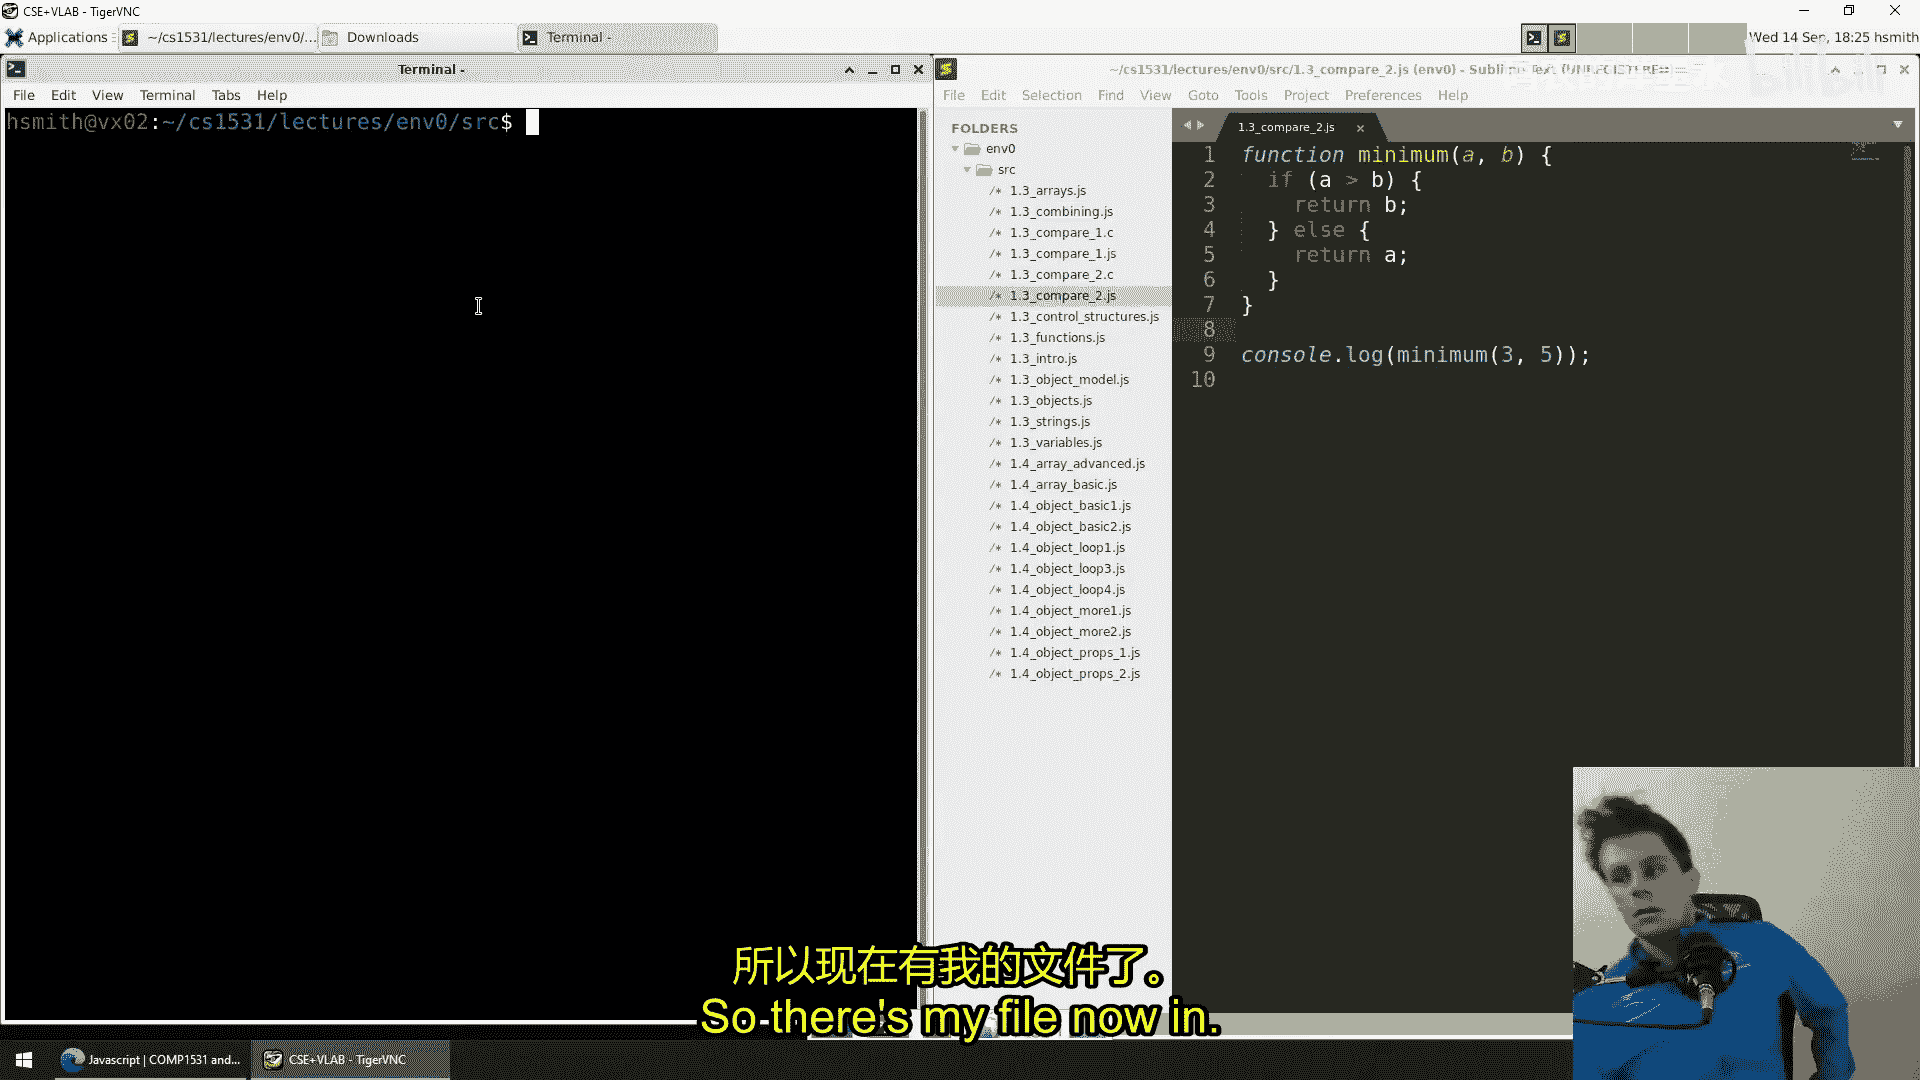 CSE+VLAB - TigerVNC
Applications
~/cs1531/lectures/env0/...
Downloads
Terminal -
Wed 14 Sep, 18:25 hsmith
Terminal -
File Edit View Terminal Tabs Help
hsmith@vx02:~/cs1531/lectures/env0/src$
~/cs1531/lectures/env0/src/1.3_compare_2.js (env0) - Sublime Text (UNREGISTERED)
File Edit Selection Find View Goto Tools Project Preferences Help
FOLDERS
env0
src
/* 1.3_arrays.js
/* 1.3_combining.js
/* 1.3_compare_1.c
/* 1.3_compare_1.js
/* 1.3_compare_2.c
/* 1.3_compare_2.js
/* 1.3_control_structures.js
/* 1.3_functions.js
/* 1.3_intro.js
/* 1.3_object_model.js
/* 1.3_objects.js
/* 1.3_strings.js
/* 1.3_variables.js
/* 1.4_array_advanced.js
/* 1.4_array_basic.js
/* 1.4_object_basic1.js
/* 1.4_object_basic2.js
/* 1.4_object_loop1.js
/* 1.4_object_loop3.js
/* 1.4_object_loop4.js
/* 1.4_object_more1.js
/* 1.4_object_more2.js
/* 1.4_object_props_1.js
/* 1.4_object_props_2.js
1.3_compare_2.js
1 function minimum(a, b) {
2 if (a > b) {
3 return b;
4 } else {
5 return a;
6 }
7 }
8
9 console.log(minimum(3, 5));
10
所以现在有我的文件了。
So there's my file now in.
Javascript | COMP1531 and...
CSE+VLAB - TigerVNC